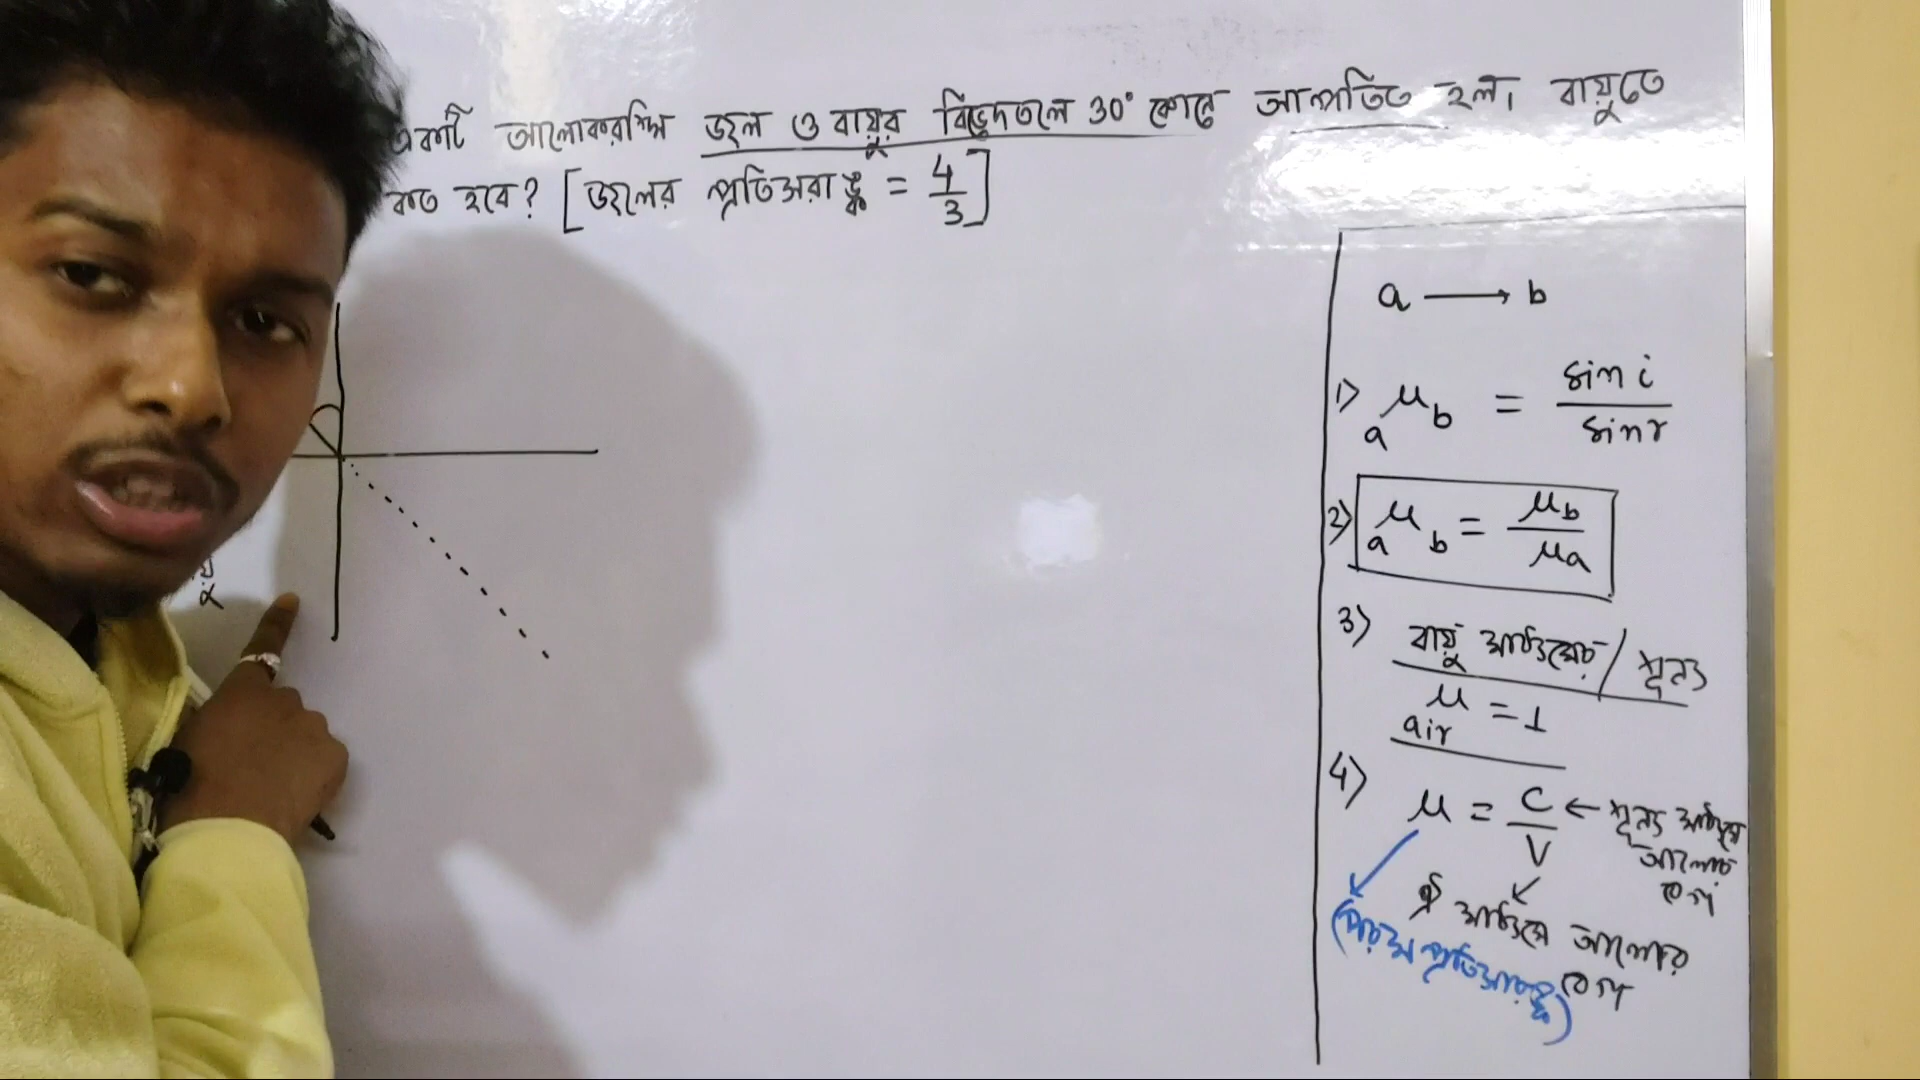 একটি আলোকরশ্মি জল ও বায়ুর বিভেদতলে 30° কোণে আপতিত হল। বায়ুতে
কত হবে? [জলের প্রতিসরাঙ্ক = 4/3]
a → b
1) aμb = sin i / sin r
2) aμb = μb / μa
3) বায়ু মাধ্যমে / শূন্য
μair = 1
4) μ = C / V
← শূন্য মাধ্যমে আলোর বেগ
ঐ মাধ্যমে আলোর বেগ
(পরম প্রতিসরাঙ্ক)